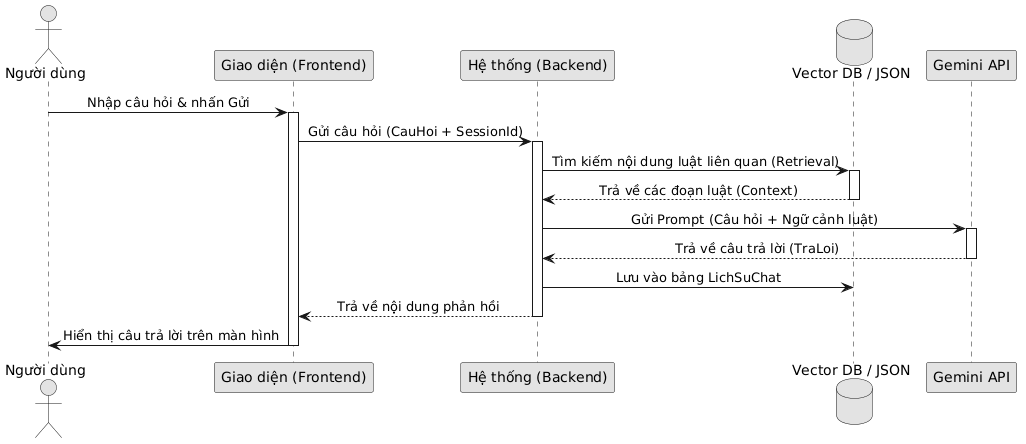 Người dùng
Giao diện (Frontend)
Hệ thống (Backend)
Vector DB / JSON
Gemini API
Nhập câu hỏi & nhấn Gửi
Gửi câu hỏi (CauHoi + SessionId)
Tìm kiếm nội dung luật liên quan (Retrieval)
Trả về các đoạn luật (Context)
Gửi Prompt (Câu hỏi + Ngữ cảnh luật)
Trả về câu trả lời (TraLoi)
Lưu vào bảng LichSuChat
Trả về nội dung phản hồi
Hiển thị câu trả lời trên màn hình
Người dùng
Giao diện (Frontend)
Hệ thống (Backend)
Vector DB / JSON
Gemini API